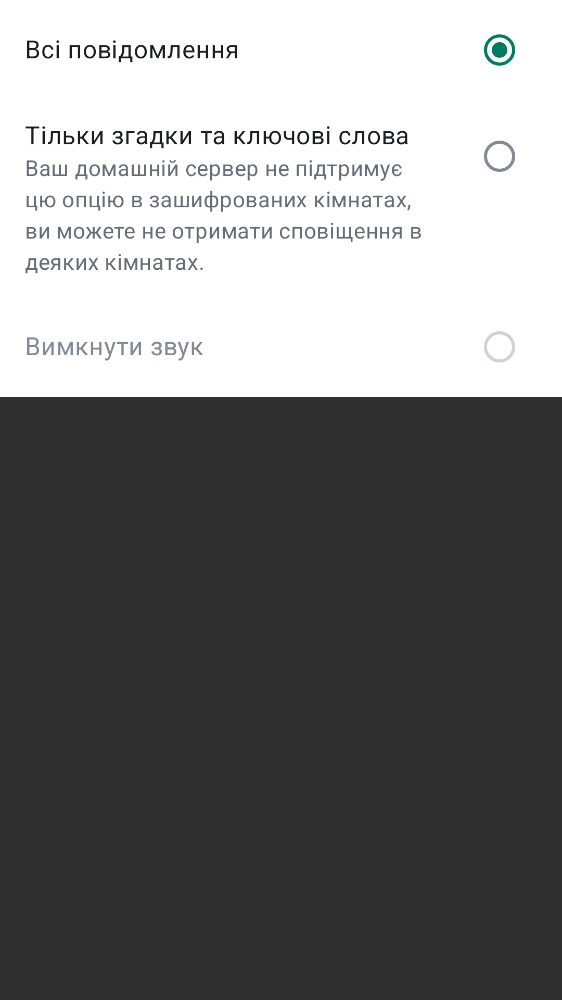 Всі повідомлення
Тільки згадки та ключові слова
Ваш домашній сервер не підтримує
цю опцію в зашифрованих кімнатах,
ви можете не отримати сповіщення в
деяких кімнатах.
Вимкнути звук